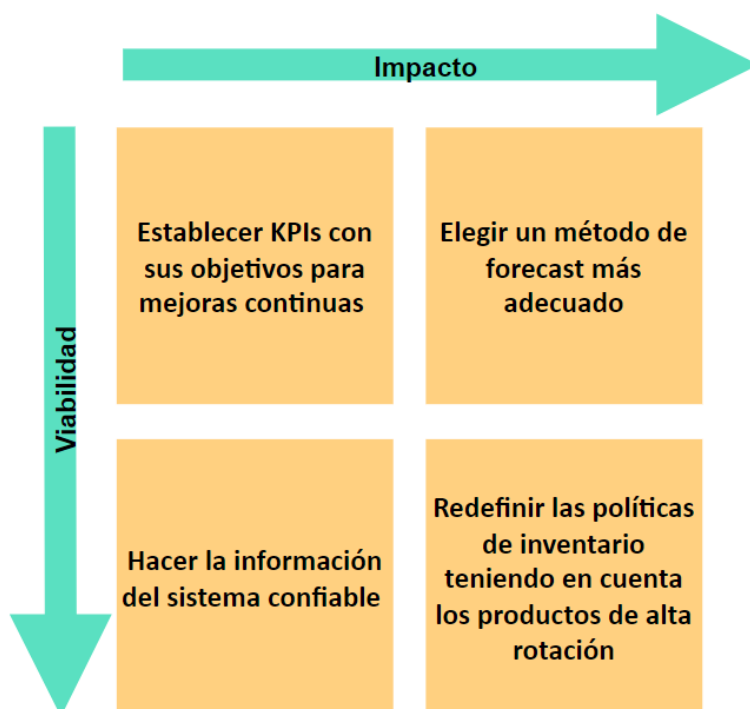 Impacto
Viabilidad
Establecer KPIs con
sus objetivos para
mejoras continuas
Elegir un método de
forecast más
adecuado
Hacer la información
del sistema confiable
Redefinir las políticas
de inventario
teniendo en cuenta
los productos de alta
rotación